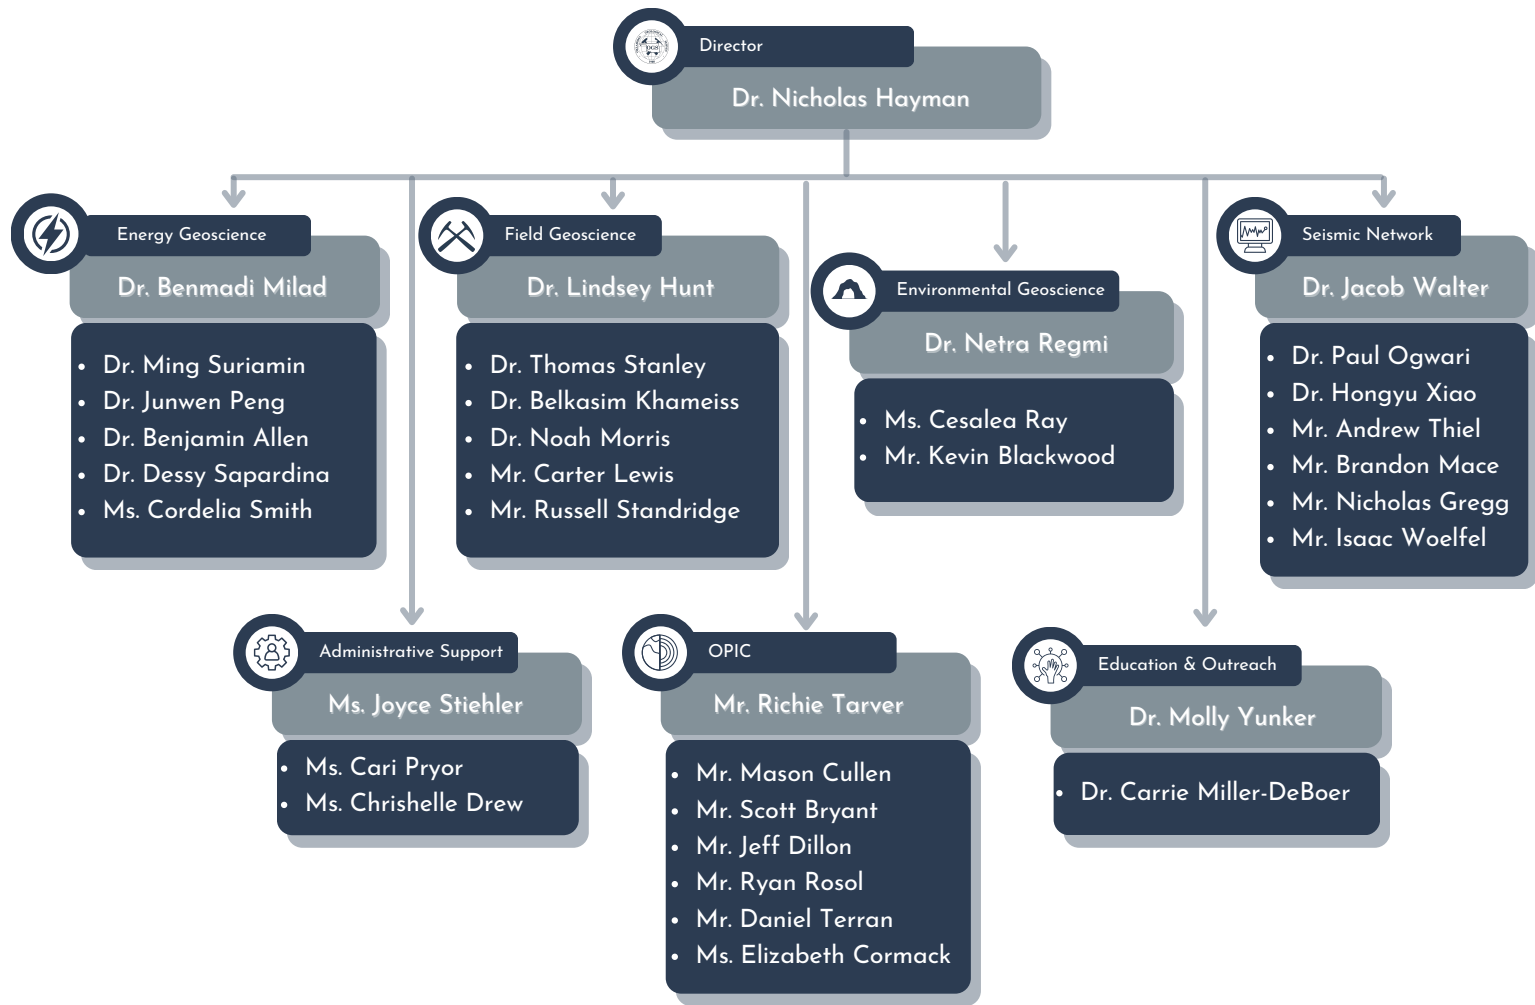 Director
Dr. Nicholas Hayman
Energy Geoscience
Dr. Benmadi Milad
• Dr. Ming Suriamin
• Dr. Junwen Peng
• Dr. Benjamin Allen
• Dr. Dessy Sapardina
• Ms. Cordelia Smith
Field Geoscience
Dr. Lindsey Hunt
• Dr. Thomas Stanley
• Dr. Belkasim Khameiss
• Dr. Noah Morris
• Mr. Carter Lewis
• Mr. Russell Standridge
Environmental Geoscience
Dr. Netra Regmi
• Ms. Cesalea Ray
• Mr. Kevin Blackwood
Seismic Network
Dr. Jacob Walter
• Dr. Paul Ogwari
• Dr. Hongyu Xiao
• Mr. Andrew Thiel
• Mr. Brandon Mace
• Mr. Nicholas Gregg
• Mr. Isaac Woelfel
Administrative Support
Ms. Joyce Stiehler
• Ms. Cari Pryor
• Ms. Chrishelle Drew
OPIC
Mr. Richie Tarver
• Mr. Mason Cullen
• Mr. Scott Bryant
• Mr. Jeff Dillon
• Mr. Ryan Rosol
• Mr. Daniel Terran
• Ms. Elizabeth Cormack
Education & Outreach
Dr. Molly Yunker
• Dr. Carrie Miller-DeBoer